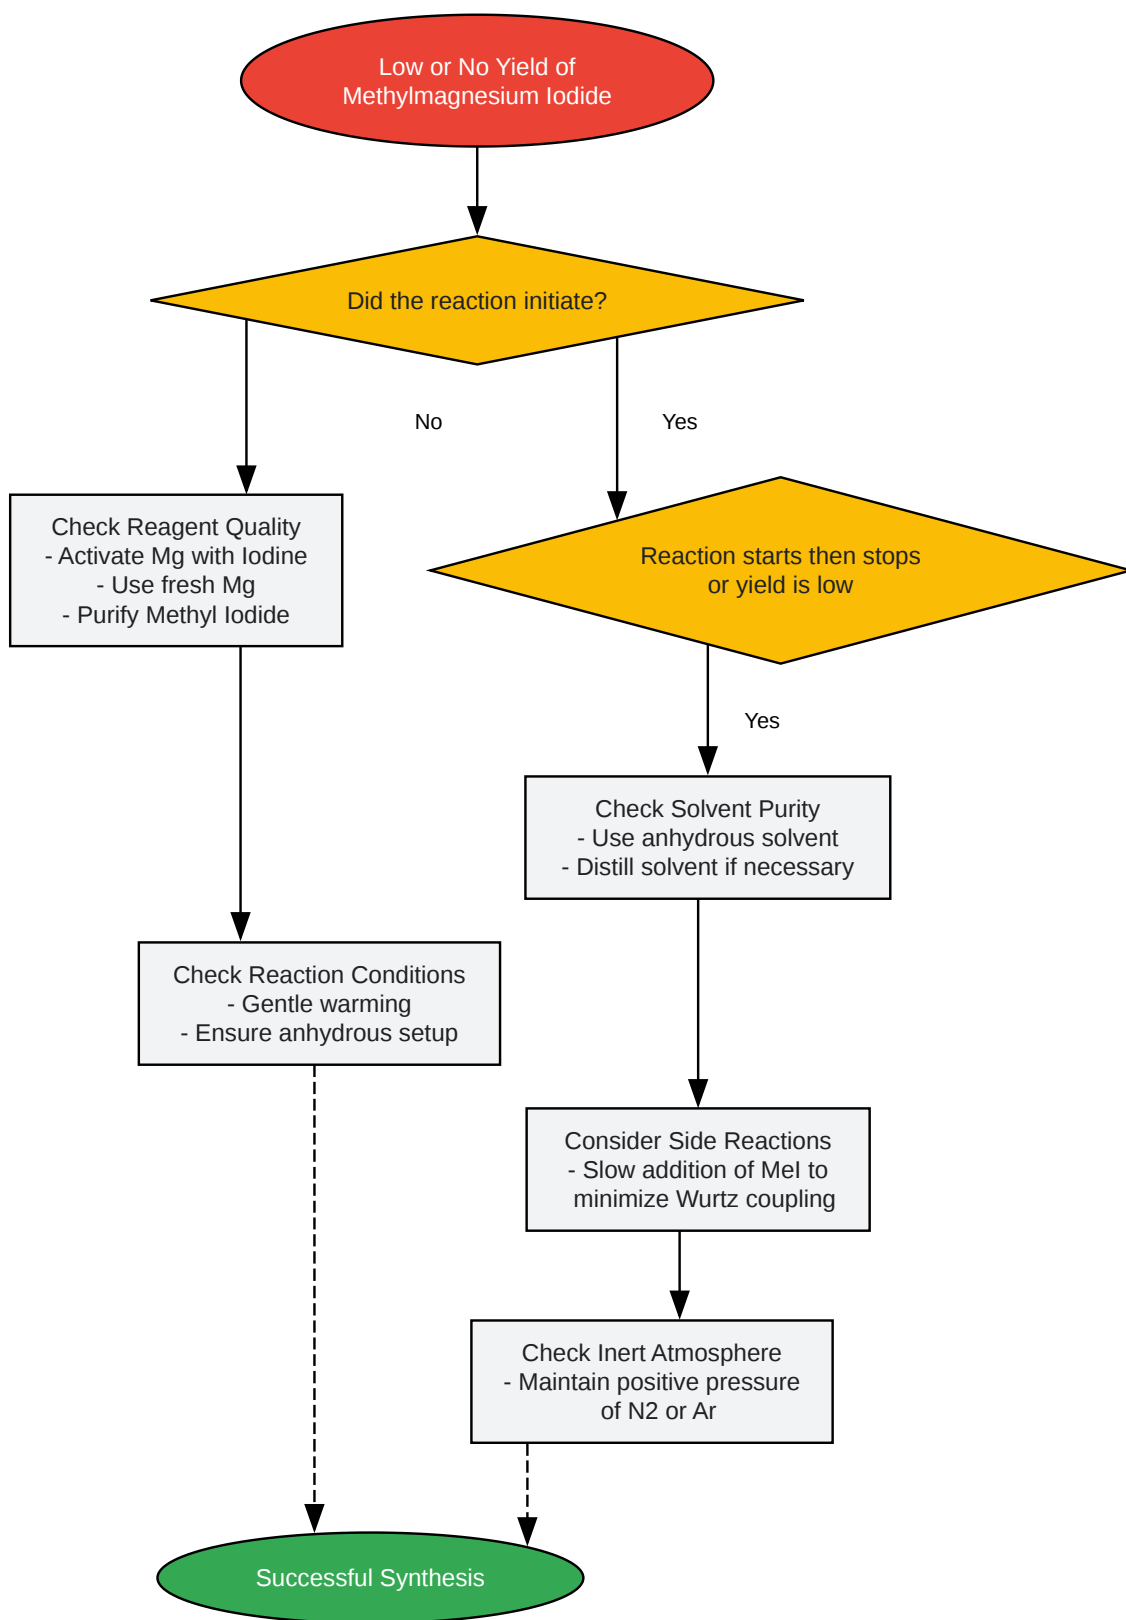 Low or No Yield of
Methylmagnesium Iodide
Did the reaction initiate?
No
Yes
Check Reagent Quality
- Activate Mg with Iodine
- Use fresh Mg
- Purify Methyl Iodide
Reaction starts then stops
or yield is low
Yes
Check Solvent Purity
- Use anhydrous solvent
- Distill solvent if necessary
Check Reaction Conditions
- Gentle warming
- Ensure anhydrous setup
Consider Side Reactions
- Slow addition of MeI to
minimize Wurtz coupling
Check Inert Atmosphere
- Maintain positive pressure
of N2 or Ar
Successful Synthesis